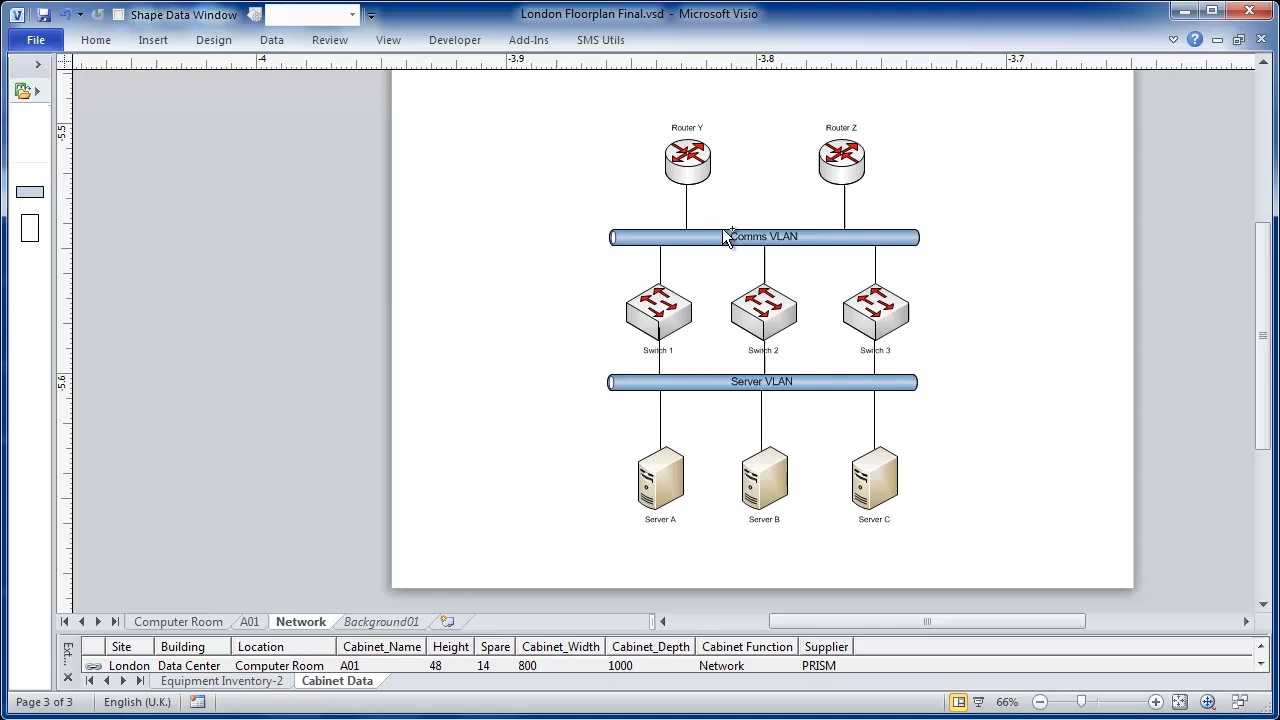 Shape Data Window
London Floorplan Final.vsd - Microsoft Visio
File Home Insert Design Data Review View Developer Add-Ins SMS Utils
-4 -3.9 -3.8 -3.7
-5.5
Router Y Router Z
Comms VLAN
Switch 1 Switch 2 Switch 3
-5.6
Server VLAN
Server A Server B Server C
Computer Room A01 Network Background01
Ext...
Site Building Location Cabinet_Name Height Spare Cabinet_Width Cabinet_Depth Cabinet Function Supplier
London Data Center Computer Room A01 48 14 800 1000 Network PRISM
Equipment Inventory-2 Cabinet Data
Page 3 of 3 English (U.K.) 66%